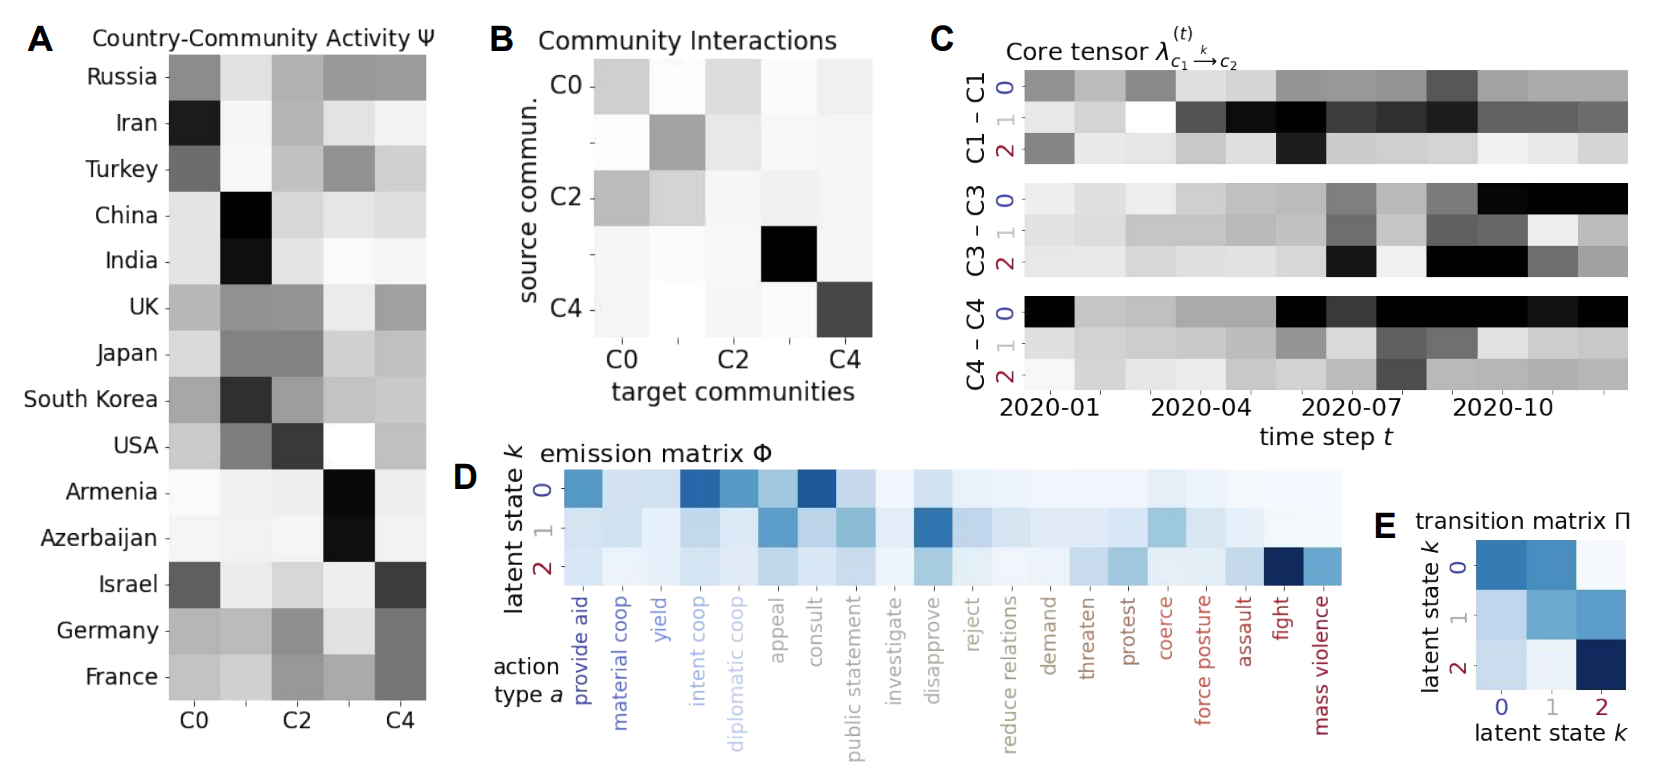 A
Country-Community Activity Ψ
Russia
Iran
Turkey
China
India
UK
Japan
South Korea
USA
Armenia
Azerbaijan
Israel
Germany
France
C0
C2
C4
B
Community Interactions
source commun.
C0
C2
C4
C0
C2
C4
target communities
C
Core tensor λ^(t)_{c1 →^k c2}
C1 – C1
0
1
2
C3 – C3
0
1
2
C4 – C4
0
1
2
2020-01
2020-04
2020-07
2020-10
time step t
D
emission matrix Φ
latent state k
0
1
2
action
type a
provide aid
material coop
yield
intent coop
diplomatic coop
appeal
consult
public statement
investigate
disapprove
reject
reduce relations
demand
threaten
protest
coerce
force posture
assault
fight
mass violence
E
transition matrix Π
latent state k
0
1
2
0
1
2
latent state k